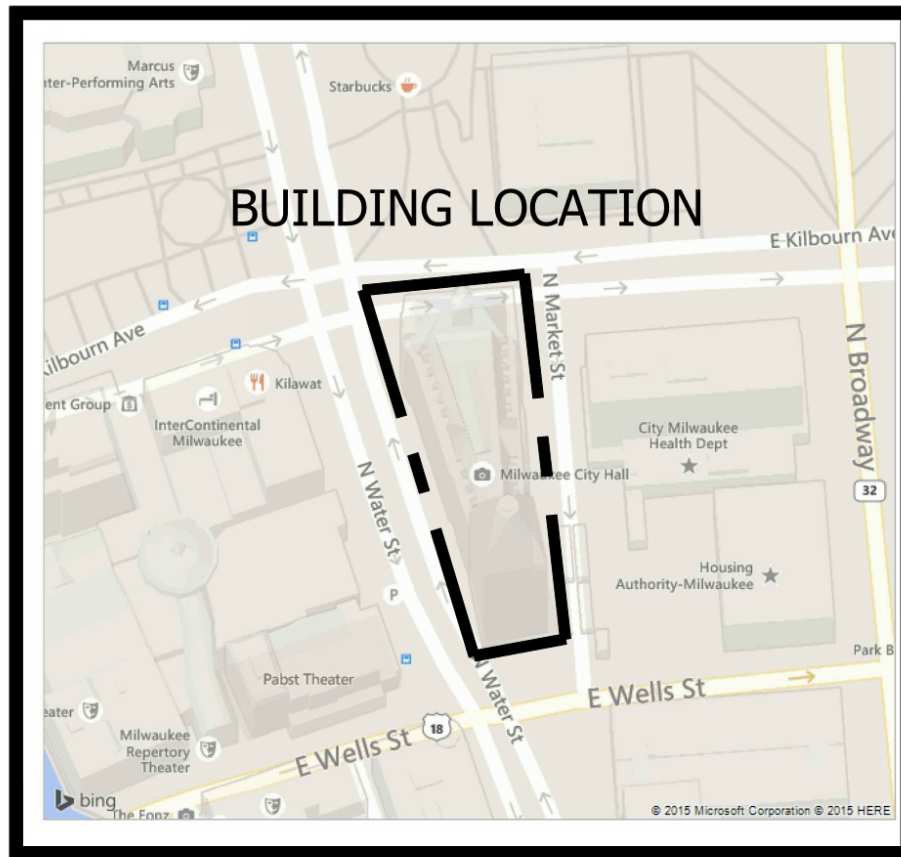 Marcus
nter-Performing Arts
Starbucks
BUILDING LOCATION
E Kilbourn Ave
Kilbourn Ave
N Market St
N Broadway
Kilawat
ent Group
InterContinental
Milwaukee
City Milwaukee
Health Dept
Milwaukee City Hall
32
N Water St
Housing
Authority-Milwaukee
P
Park B
Pabst Theater
N Water St
E Wells St
eater
18
Milwaukee
Repertory
Theater
E Wells St
bing
The Fonz
© 2015 Microsoft Corporation © 2015 HERE